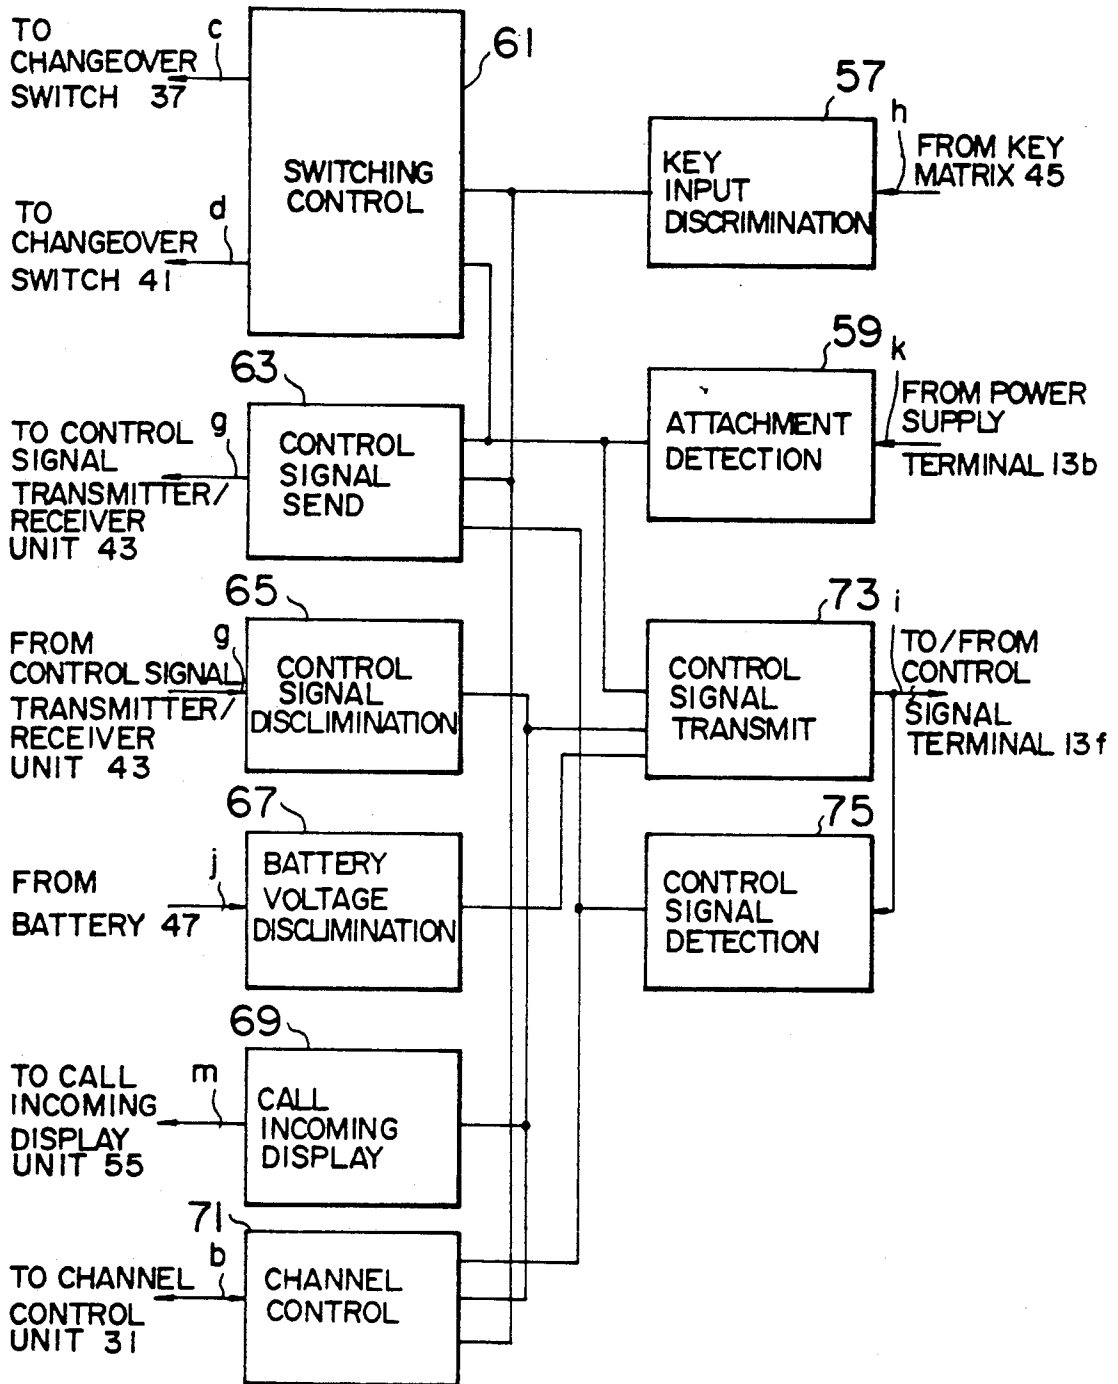 TO
CHANGEOVER
SWITCH 37
c
61
SWITCHING
CONTROL
TO
CHANGEOVER
SWITCH 41
d
57
KEY
INPUT
DISCRIMINATION
h
FROM KEY
MATRIX 45
59
ATTACHMENT
DETECTION
k
FROM POWER
SUPPLY
TERMINAL 13b
63
CONTROL
SIGNAL
SEND
TO CONTROL
SIGNAL
TRANSMITTER/
RECEIVER
UNIT 43
g
65
CONTROL
SIGNAL
DISCLIMINATION
FROM
CONTROL SIGNAL
TRANSMITTER/
RECEIVER
UNIT 43
g
73
CONTROL
SIGNAL
TRANSMIT
i
TO/FROM
CONTROL
SIGNAL
TERMINAL 13f
67
BATTERY
VOLTAGE
DISCLIMINATION
FROM
BATTERY 47
j
75
CONTROL
SIGNAL
DETECTION
69
CALL
INCOMING
DISPLAY
TO CALL
INCOMING
DISPLAY
UNIT 55
m
71
CHANNEL
CONTROL
TO CHANNEL
CONTROL
UNIT 31
b